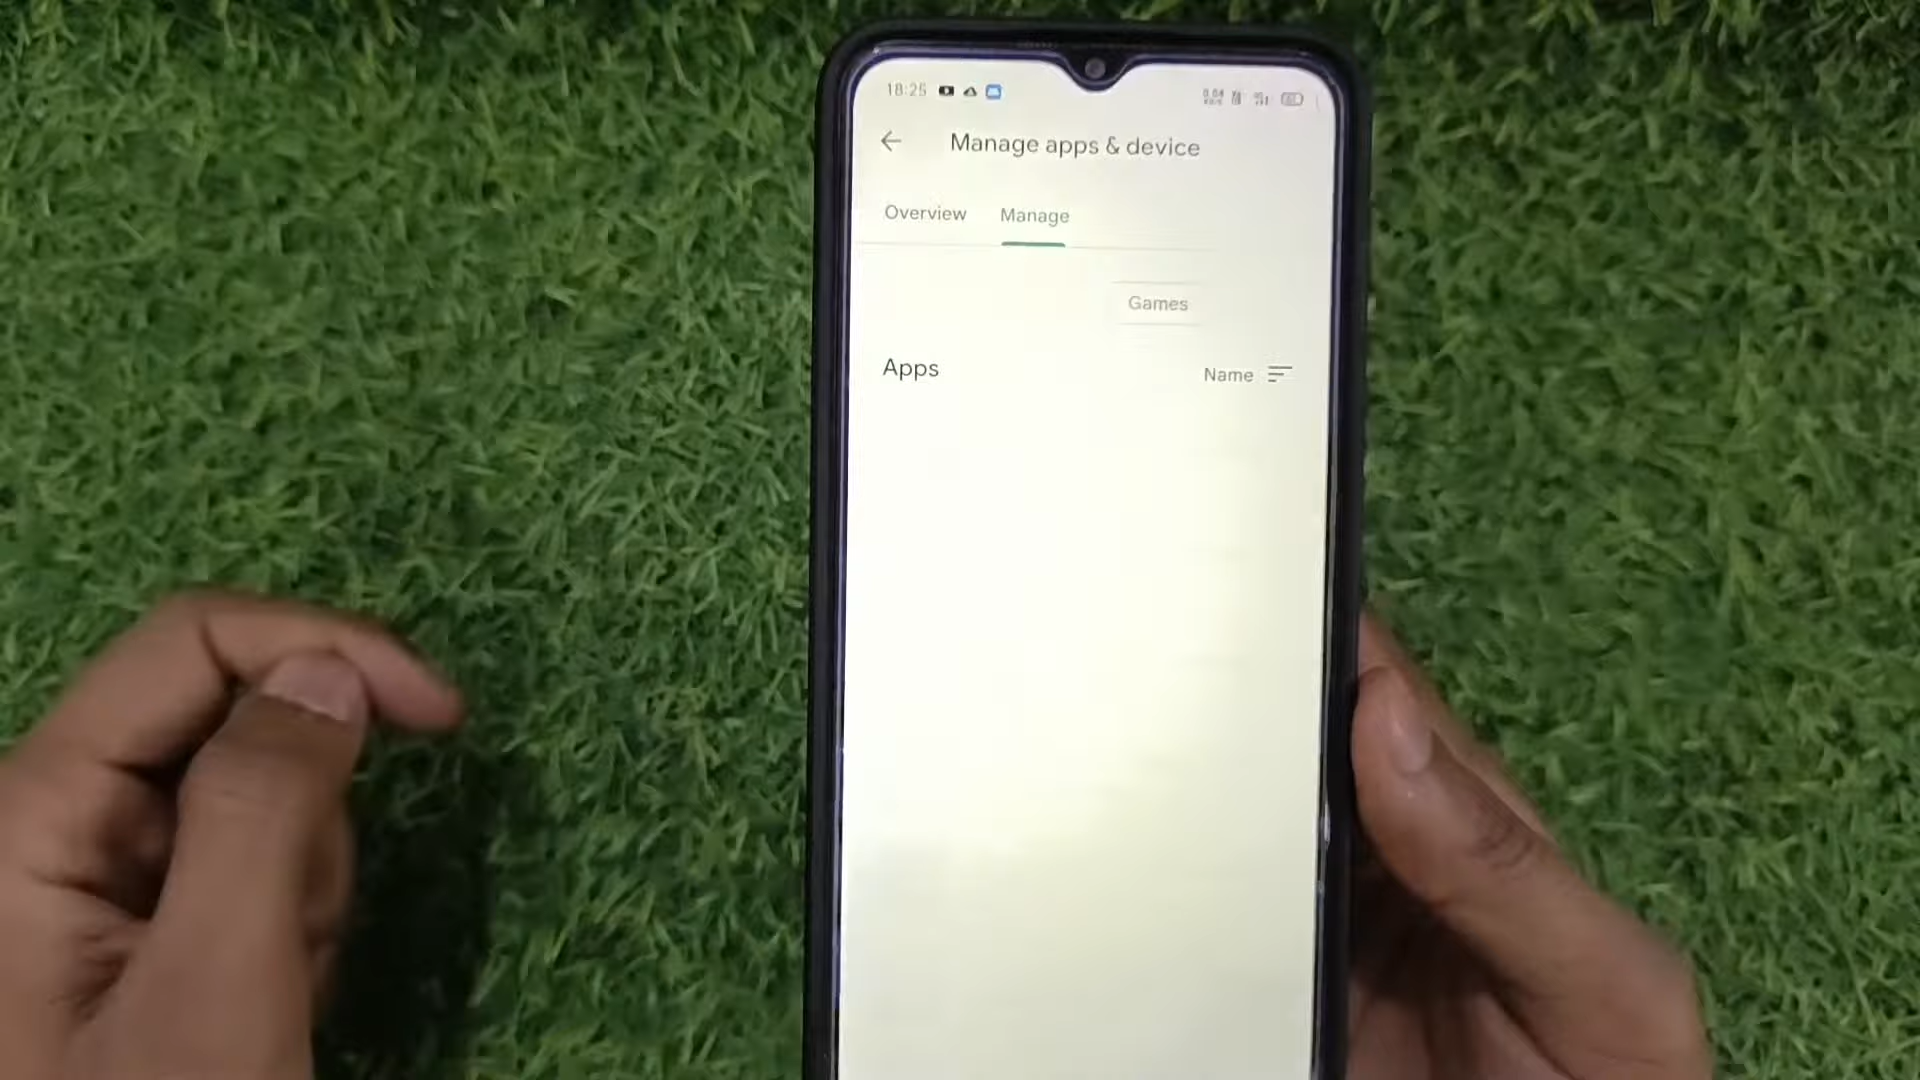 18:25
Manage apps & device
Overview Manage
Games
Apps Name